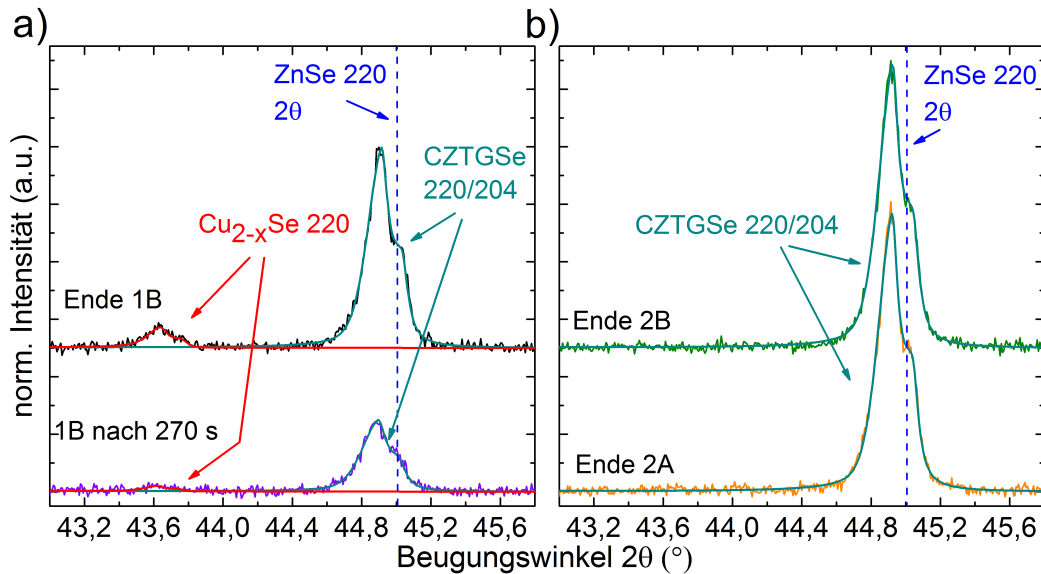 a)
ZnSe 220
2θ
CZTGSe
220/204
Cu2-xSe 220
Ende 1B
1B nach 270 s
43,2 43,6 44,0 44,4 44,8 45,2 45,6
b)
ZnSe 220
2θ
CZTGSe 220/204
Ende 2B
Ende 2A
43,2 43,6 44,0 44,4 44,8 45,2 45,6
norm. Intensität (a.u.)
Beugungswinkel 2θ (°)